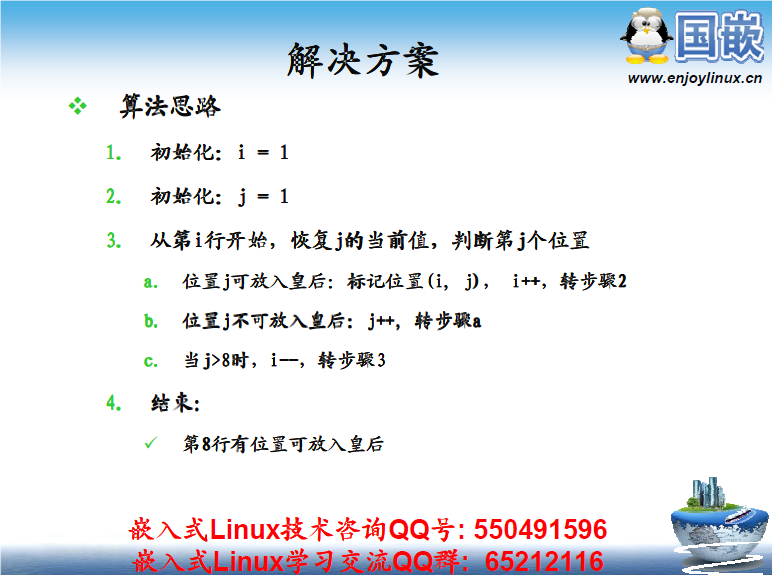 国嵌
www.enjoylinux.cn
解决方案
算法思路
1. 初始化: i = 1
2. 初始化: j = 1
3. 从第i行开始，恢复j的当前值，判断第j个位置
a. 位置j可放入皇后：标记位置(i, j)， i++，转步骤2
b. 位置j不可放入皇后：j++，转步骤a
c. 当j>8时，i--，转步骤3
4. 结束：
第8行有位置可放入皇后
嵌入式Linux技术咨询QQ号: 550491596
嵌入式Linux学习交流QQ群: 65212116